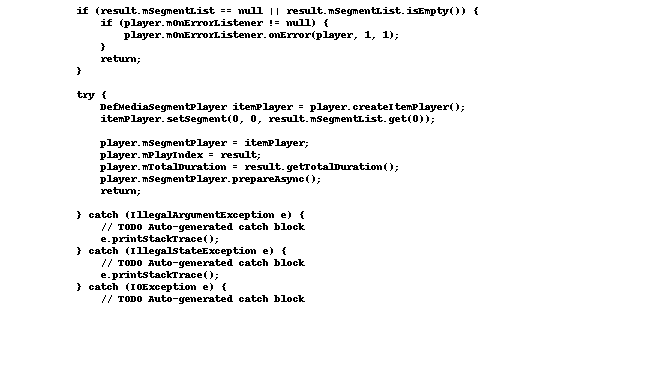 if (result.mSegmentList == null || result.mSegmentList.isEmpty()) {
if (player.mOnErrorListener != null) {
player.mOnErrorListener.onError(player, 1, 1);
}
return;
}
try {
DefMediaSegmentPlayer itemPlayer = player.createItemPlayer();
itemPlayer.setSegment(0, 0, result.mSegmentList.get(0));
player.mSegmentPlayer = itemPlayer;
player.mPlayIndex = result;
player.mTotalDuration = result.getTotalDuration();
player.mSegmentPlayer.prepareAsync();
return;
} catch (IllegalArgumentException e) {
// TODO Auto-generated catch block
e.printStackTrace();
} catch (IllegalStateException e) {
// TODO Auto-generated catch block
e.printStackTrace();
} catch (IOException e) {
// TODO Auto-generated catch block